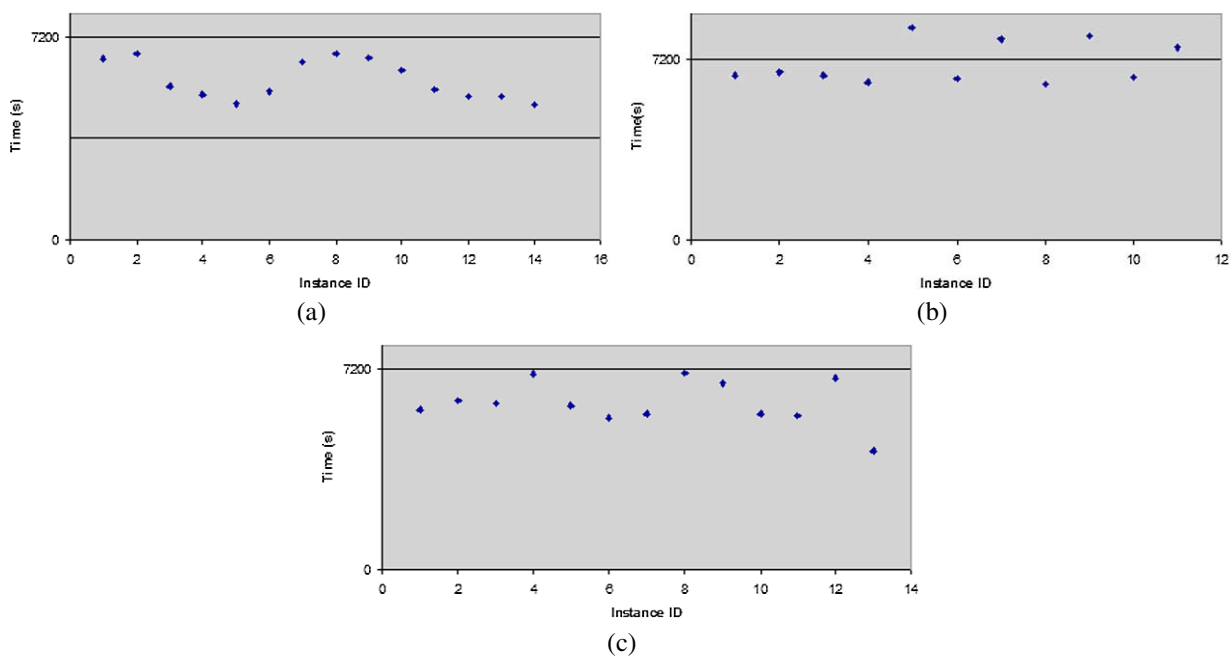 7200
Time (s)
0
0 2 4 6 8 10 12 14 16
Instance ID
(a)
7200
Time(s)
0
0 2 4 6 8 10 12
Instance ID
(b)
7200
Time (s)
0
0 2 4 6 8 10 12 14
Instance ID
(c)